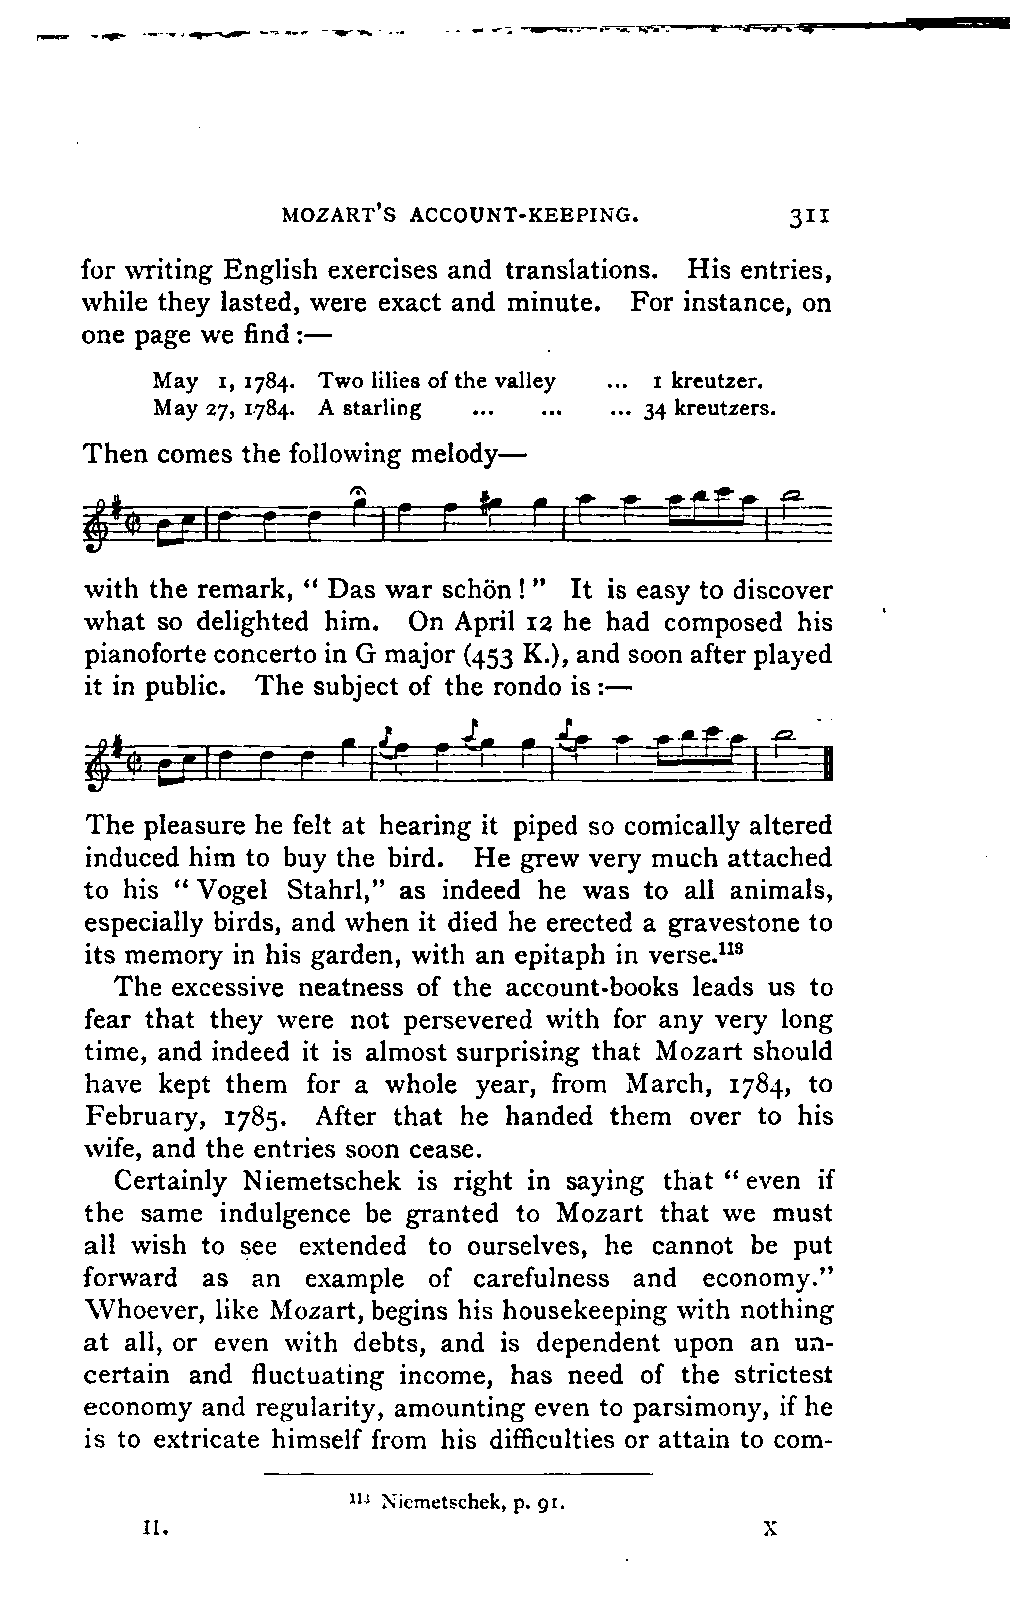 MOZART'S ACCOUNT-KEEPING. 311
for writing English exercises and translations. His entries,
while they lasted, were exact and minute. For instance, on
one page we find :—
May 1, 1784. Two lilies of the valley ... 1 kreutzer.
May 27, 1784. A starling ... ... ... 34 kreutzers.
Then comes the following melody—
with the remark, " Das war schön ! " It is easy to discover
what so delighted him. On April 12 he had composed his
pianoforte concerto in G major (453 K.), and soon after played
it in public. The subject of the rondo is :—
The pleasure he felt at hearing it piped so comically altered
induced him to buy the bird. He grew very much attached
to his " Vogel Stahrl," as indeed he was to all animals,
especially birds, and when it died he erected a gravestone to
its memory in his garden, with an epitaph in verse.¹¹³
The excessive neatness of the account-books leads us to
fear that they were not persevered with for any very long
time, and indeed it is almost surprising that Mozart should
have kept them for a whole year, from March, 1784, to
February, 1785. After that he handed them over to his
wife, and the entries soon cease.
Certainly Niemetschek is right in saying that " even if
the same indulgence be granted to Mozart that we must
all wish to see extended to ourselves, he cannot be put
forward as an example of carefulness and economy."
Whoever, like Mozart, begins his housekeeping with nothing
at all, or even with debts, and is dependent upon an un-
certain and fluctuating income, has need of the strictest
economy and regularity, amounting even to parsimony, if he
is to extricate himself from his difficulties or attain to com-
¹¹³ Niemetschek, p. 91.
II. X